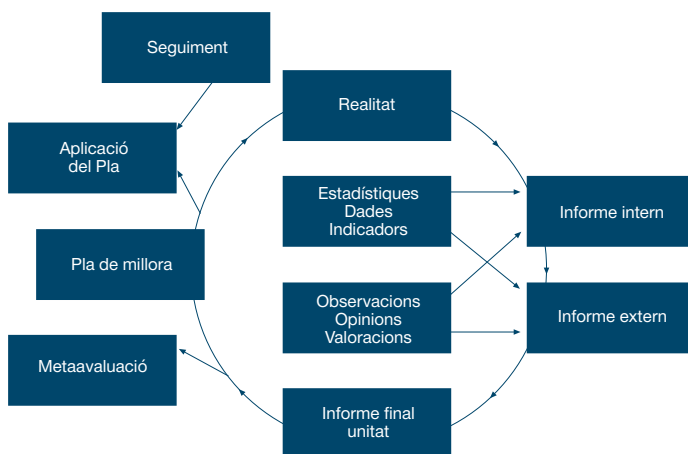 Seguiment
Realitat
Aplicació
del Pla
Estadístiques
Dades
Indicadors
Informe intern
Pla de millora
Observacions
Opinions
Valoracions
Informe extern
Metaavaluació
Informe final
unitat